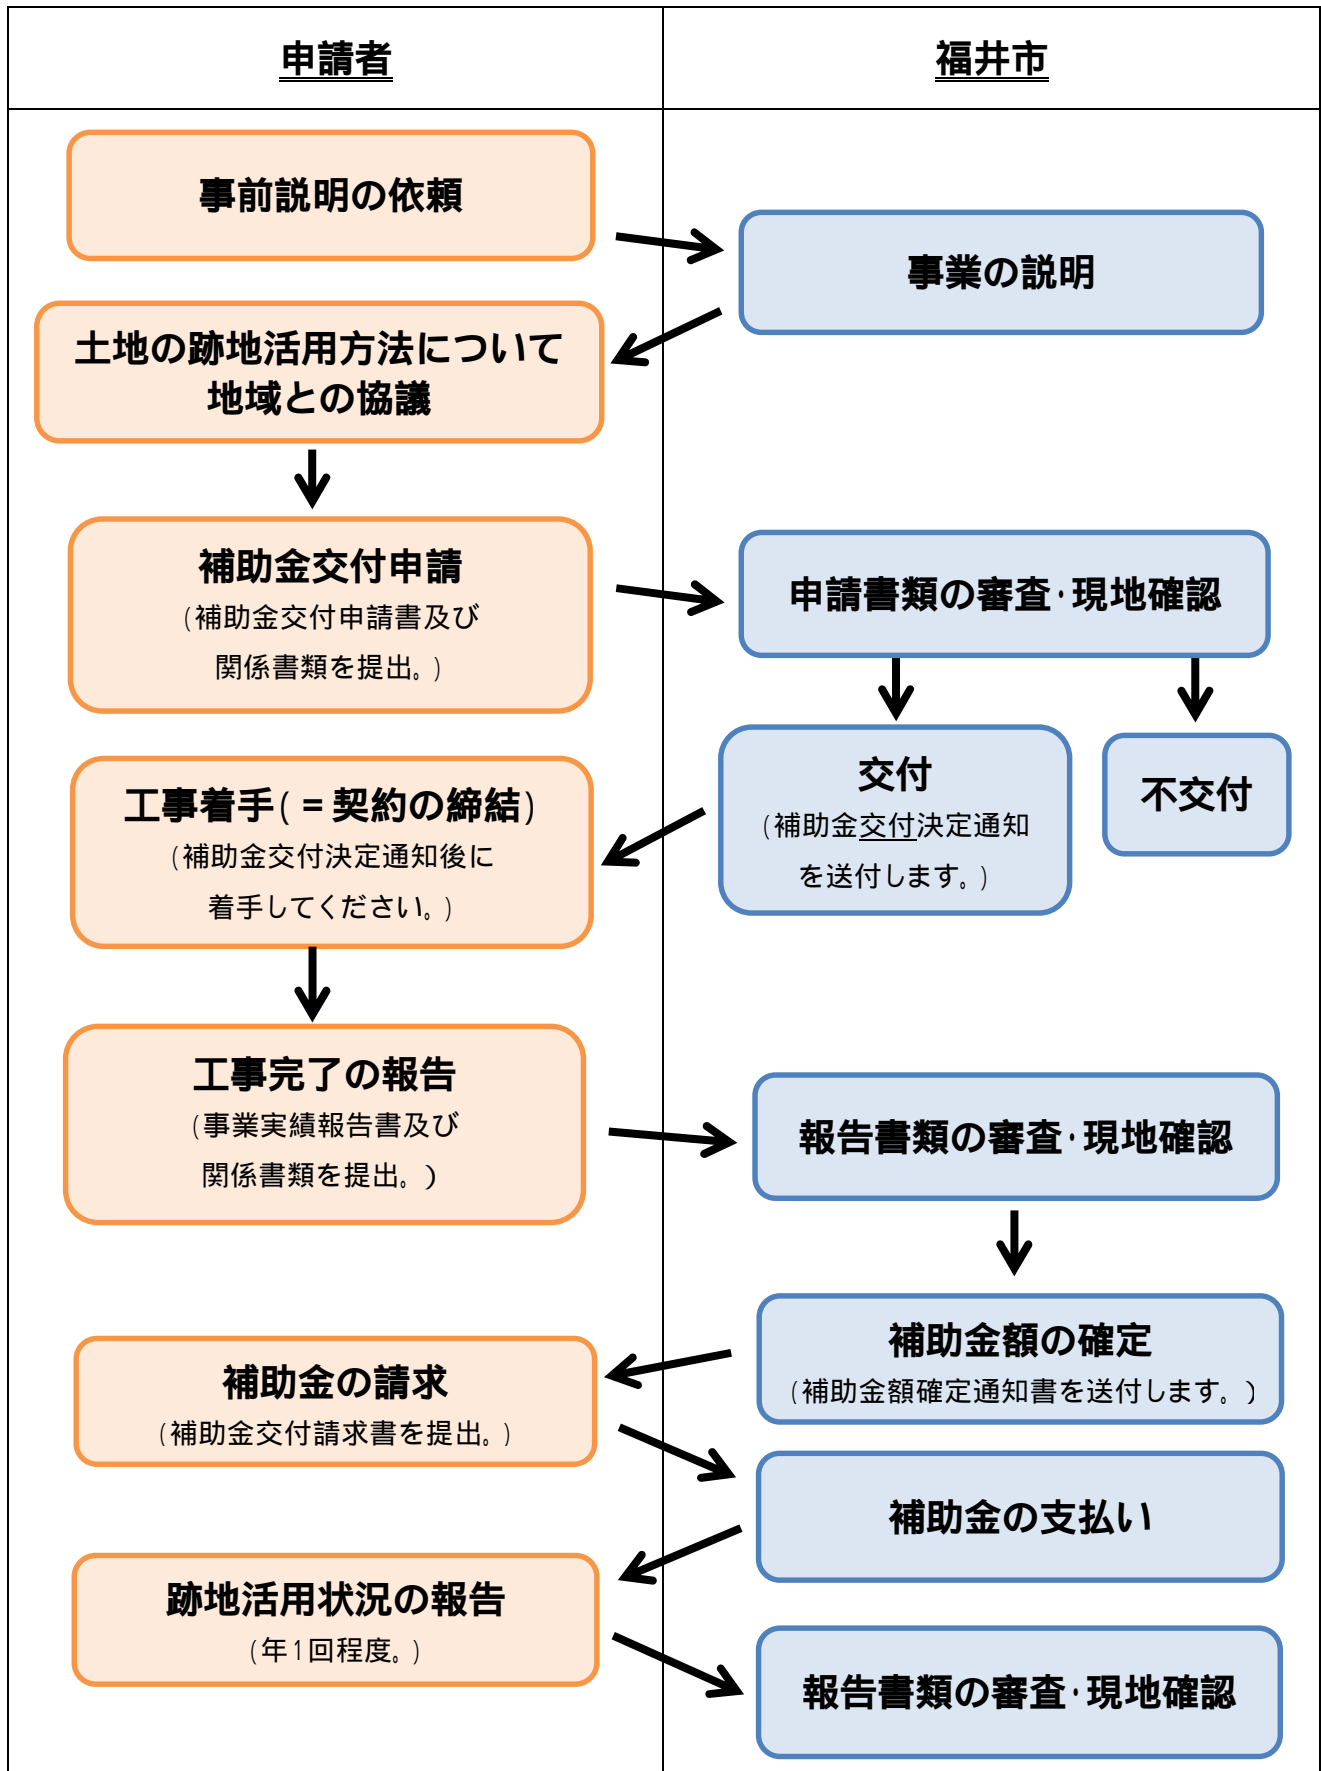 申請者
福井市
事前説明の依頼
事業の説明
土地の跡地活用方法について
地域との協議
補助金交付申請
(補助金交付申請書及び
関係書類を提出。)
申請書類の審査・現地確認
交付
(補助金交付決定通知
を送付します。)
不交付
工事着手(=契約の締結)
(補助金交付決定通知後に
着手してください。)
工事完了の報告
(事業実績報告書及び
関係書類を提出。)
報告書類の審査・現地確認
補助金額の確定
(補助金額確定通知書を送付します。)
補助金の請求
(補助金交付請求書を提出。)
補助金の支払い
跡地活用状況の報告
(年1回程度。)
報告書類の審査・現地確認